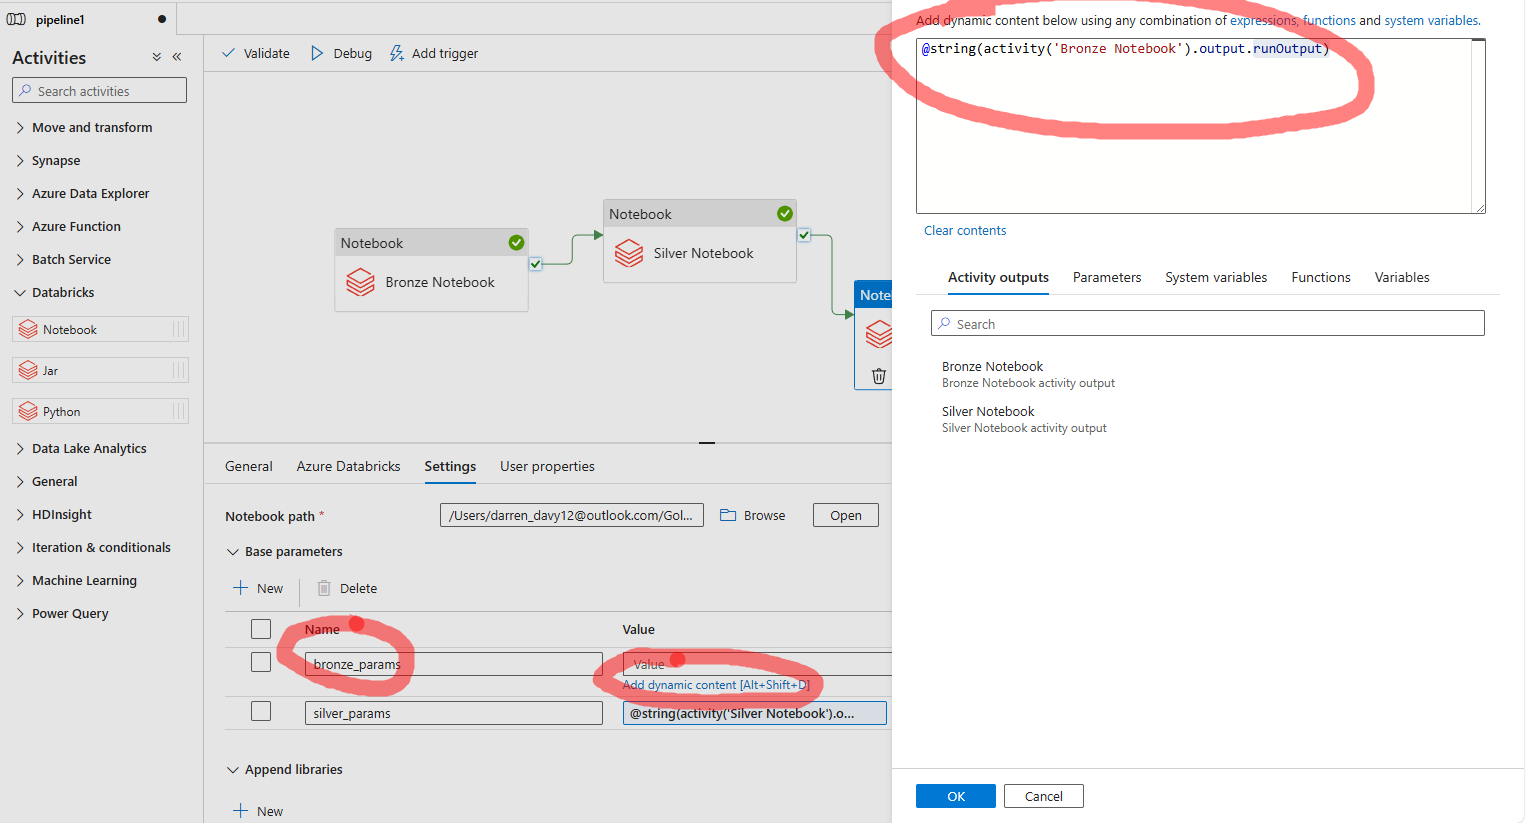 pipeline1
Activities
Search activities
Move and transform
Synapse
Azure Data Explorer
Azure Function
Batch Service
Databricks
Notebook
Jar
Python
Data Lake Analytics
General
HDInsight
Iteration & conditionals
Machine Learning
Power Query
Validate
Debug
Add trigger
Notebook
Bronze Notebook
Notebook
Silver Notebook
Note
General
Azure Databricks
Settings
User properties
Notebook path *
/Users/darren_davy12@outlook.com/Gol...
Browse
Open
Base parameters
New
Delete
Name
Value
bronze_params
Value
Add dynamic content [Alt+Shift+D]
silver_params
@string(activity('Silver Notebook').o...
Append libraries
New
Add dynamic content below using any combination of expressions, functions and system variables.
@string(activity('Bronze Notebook').output.runOutput)
Clear contents
Activity outputs
Parameters
System variables
Functions
Variables
Search
Bronze Notebook
Bronze Notebook activity output
Silver Notebook
Silver Notebook activity output
OK
Cancel